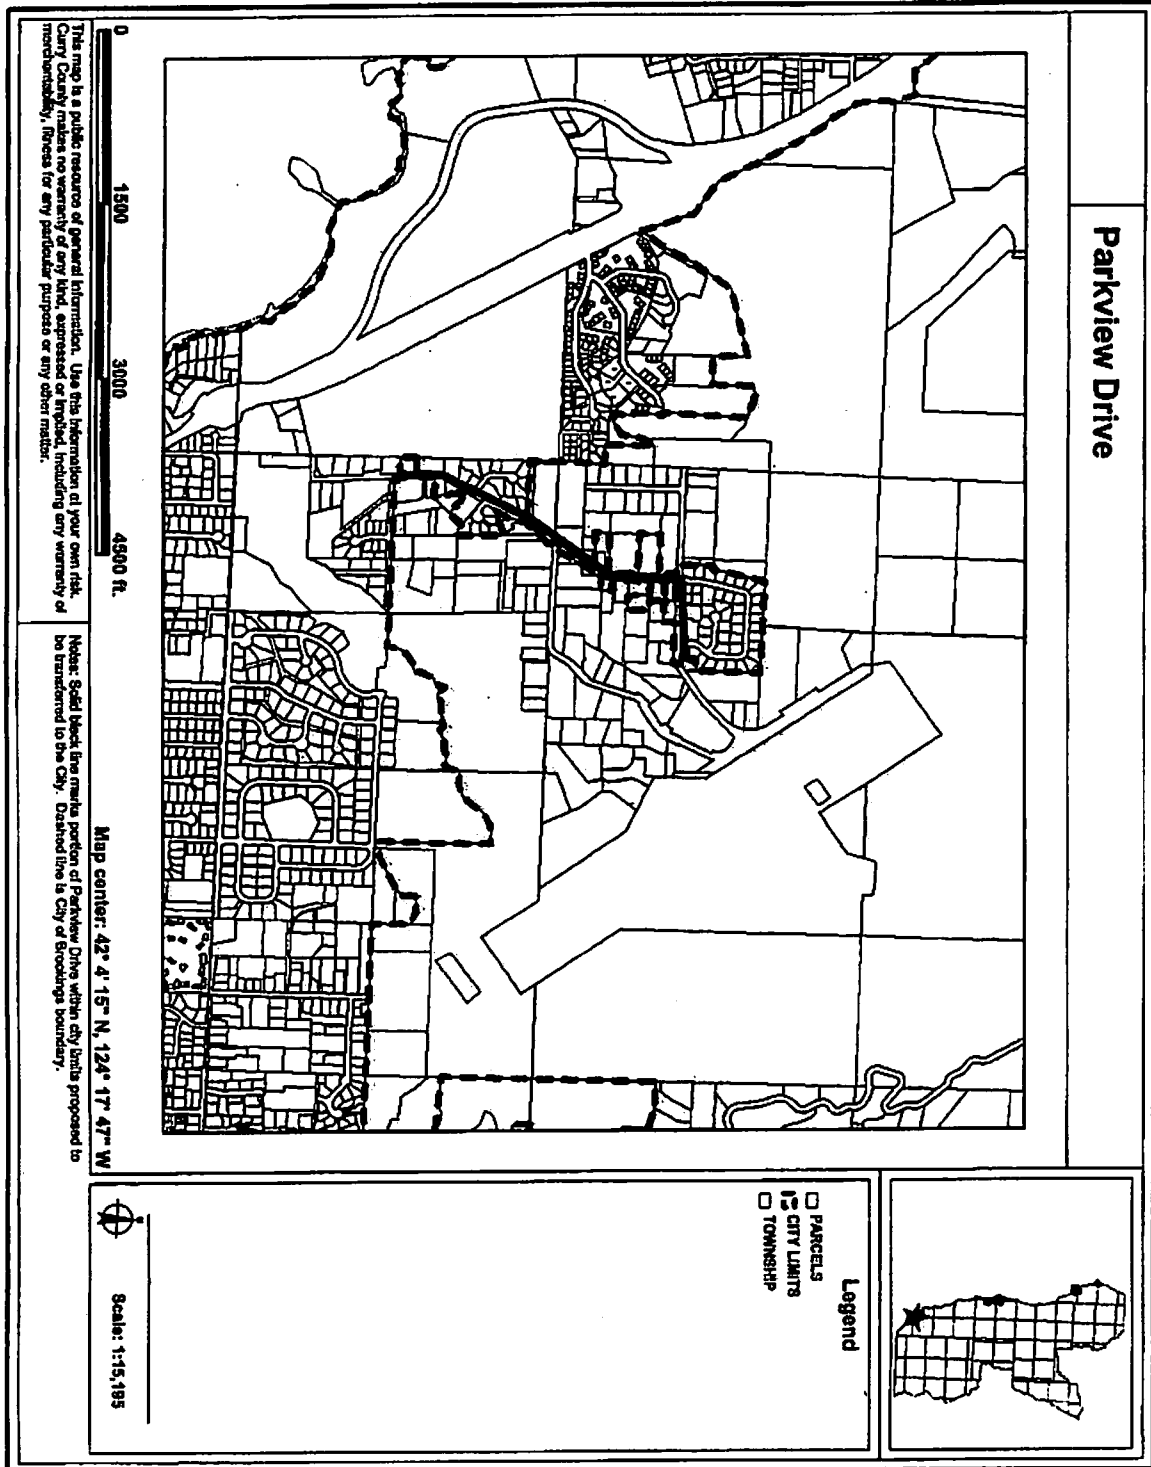 Parkview Drive
Legend
PARCELS
CITY LIMITS
TOWNSHIP
0 1500 3000 4500 ft.
Map center: 42° 4' 15" N, 124° 17' 47" W
Scale: 1:15,195
This map is a public resource of general information. Use this information at your own risk.
Curry County makes no warranty of any kind, expressed or implied, including any warranty of
merchantability, fitness for any particular purpose or any other matter.
Notes: Solid black line marks portion of Parkview Drive within city limits proposed to
be transferred to the City. Dashed line is City of Brookings boundary.